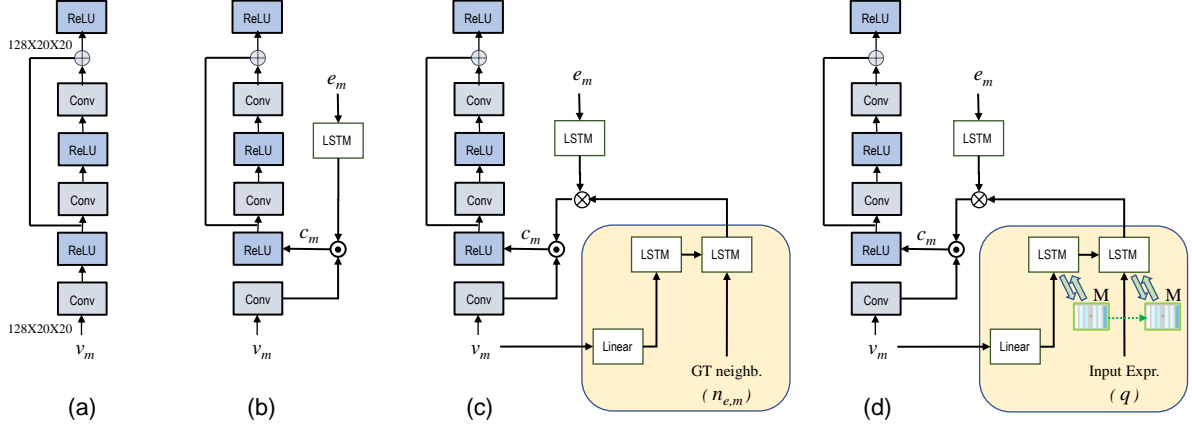 ReLU
128X20X20
Conv
ReLU
Conv
ReLU
Conv
128X20X20
v_m
(a)
ReLU
Conv
e_m
LSTM
ReLU
Conv
c_m
ReLU
Conv
v_m
(b)
ReLU
e_m
Conv
LSTM
ReLU
Conv
c_m
ReLU
LSTM
LSTM
Conv
v_m
Linear
GT neighb.
( n_{e,m} )
(c)
ReLU
e_m
Conv
LSTM
ReLU
Conv
c_m
ReLU
LSTM
LSTM
Conv
M
M
v_m
Linear
Input Expr.
( q )
(d)